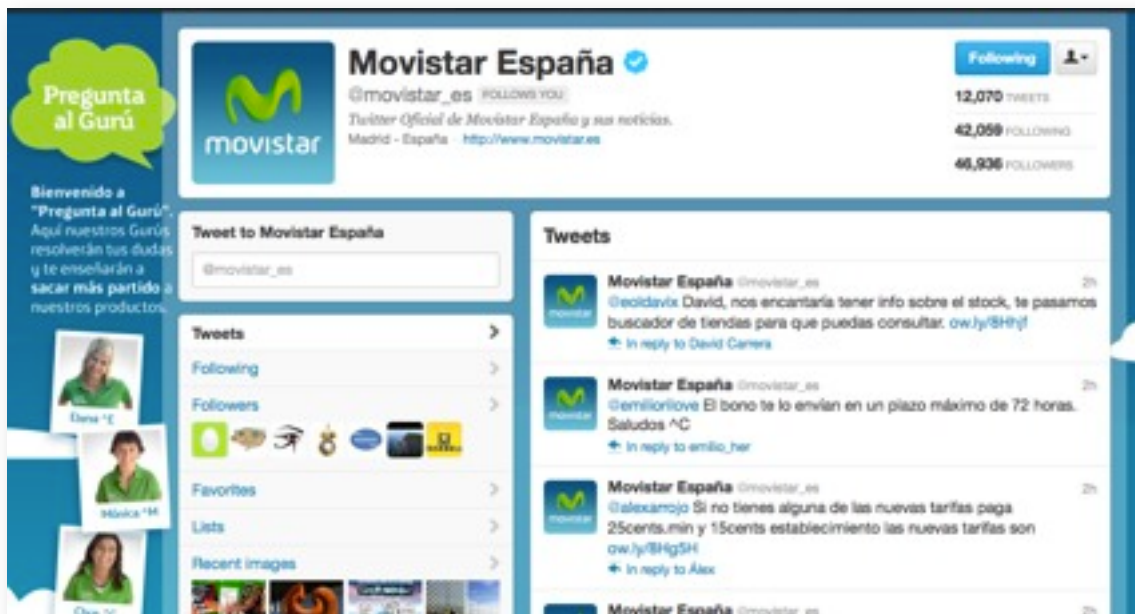 Pregunta
al Gurú
Bienvenido a
"Pregunta al Gurú".
Aquí nuestros Gurús
resolverán tus dudas
y te enseñarán a
sacar más partido a
nuestros productos.
Elena ^E
Mónica ^M
movistar
Movistar España
@movistar_es FOLLOWS YOU
Twitter Oficial de Movistar España y sus noticias.
Madrid - España · http://www.movistar.es
Following
12,070 TWEETS
42,059 FOLLOWING
46,936 FOLLOWERS
Tweet to Movistar España
@movistar_es
Tweets
Following
Followers
Favorites
Lists
Recent images
Tweets
Movistar España @movistar_es 2h
@eoldavix David, nos encantaría tener info sobre el stock, te pasamos
buscador de tiendas para que puedas consultar. ow.ly/8Hhjf
In reply to David Carrera
movistar
Movistar España @movistar_es 2h
@emiliorilove El bono te lo envían en un plazo máximo de 72 horas.
Saludos ^C
In reply to emilio_her
movistar
Movistar España @movistar_es 2h
@alexarrojo Si no tienes alguna de las nuevas tarifas paga
25cents.min y 15cents establecimiento las nuevas tarifas son
ow.ly/8HgSH
In reply to Álex
movistar
Movistar España @movistar_es 2h